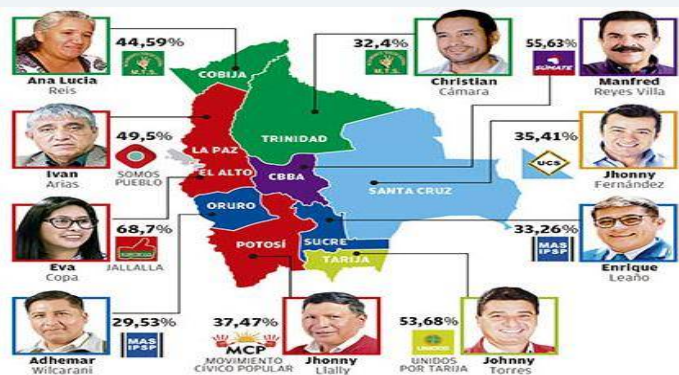 44,59%
M.T.S.
Ana Lucia
Reis
COBIJA
32,4%
M.T.S.
Christian
Cámara
55,63%
SÚMATE
Manfred
Reyes Villa
49,5%
SOMOS
PUEBLO
Ivan
Arias
LA PAZ
EL ALTO
TRINIDAD
CBBA
SANTA CRUZ
35,41%
UCS
Jhonny
Fernández
68,7%
JALLALLA
Eva
Copa
ORURO
POTOSÍ
SUCRE
TARIJA
33,26%
MAS
IPSP
Enrique
Leaño
29,53%
MAS
IPSP
Adhemar
Wilcarani
37,47%
MCP
MOVIMIENTO
CÍVICO POPULAR
Jhonny
Llally
53,68%
UNIDOS
UNIDOS
POR TARIJA
Johnny
Torres